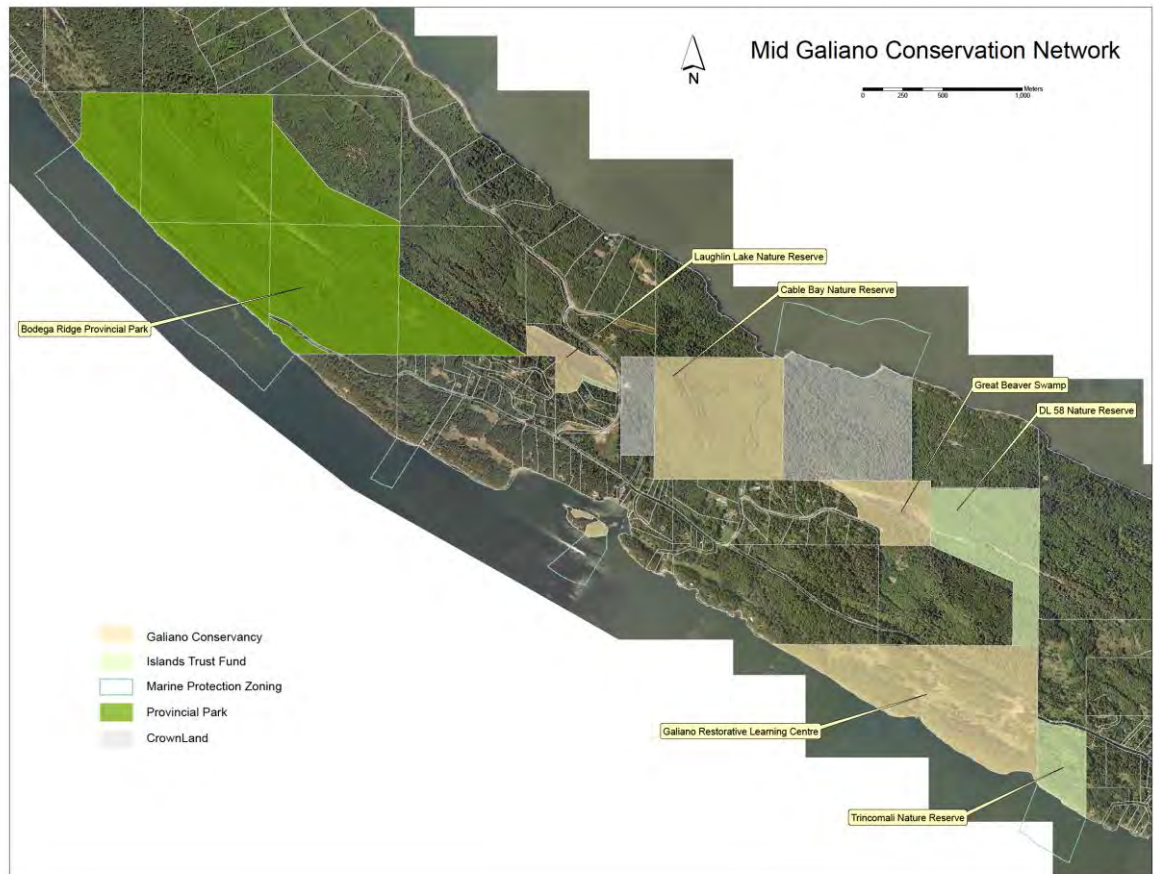 Mid Galiano Conservation Network
N
0 250 500 1,000 Meters
Laughlin Lake Nature Reserve
Cable Bay Nature Reserve
Bodega Ridge Provincial Park
Great Beaver Swamp
DL 58 Nature Reserve
Galiano Conservancy
Islands Trust Fund
Marine Protection Zoning
Provincial Park
CrownLand
Galiano Restorative Learning Centre
Trincomali Nature Reserve